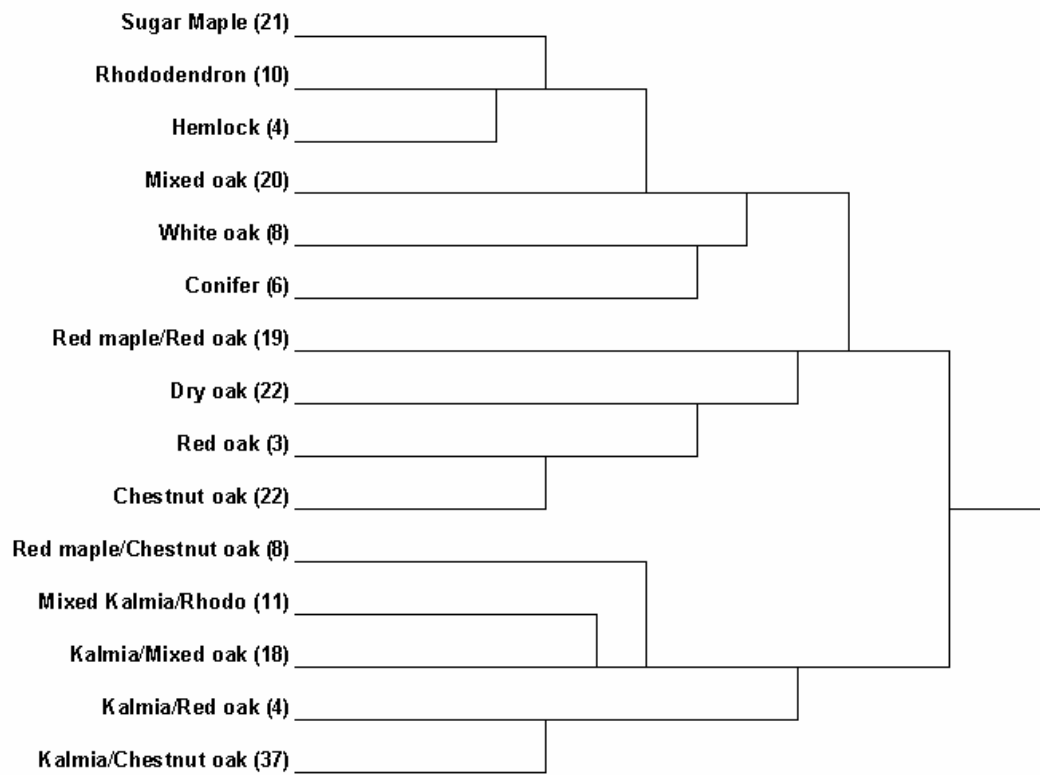 Sugar Maple (21)
Rhododendron (10)
Hemlock (4)
Mixed oak (20)
White oak (8)
Conifer (6)
Red maple/Red oak (19)
Dry oak (22)
Red oak (3)
Chestnut oak (22)
Red maple/Chestnut oak (8)
Mixed Kalmia/Rhodo (11)
Kalmia/Mixed oak (18)
Kalmia/Red oak (4)
Kalmia/Chestnut oak (37)